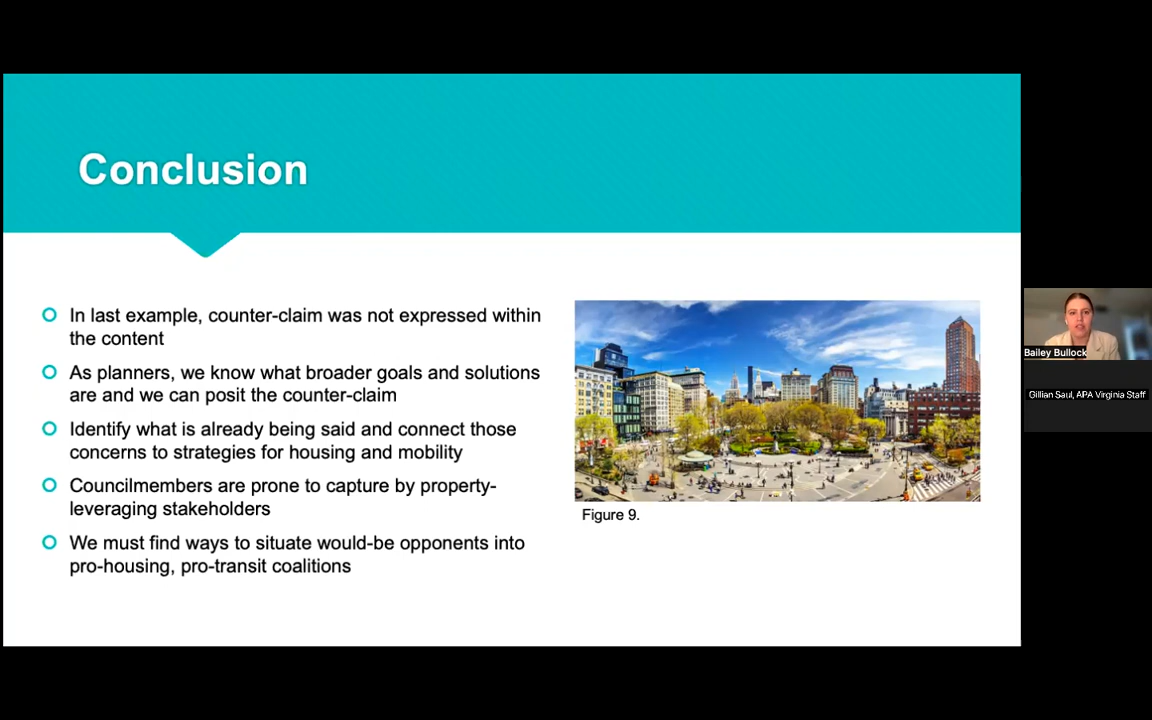 Conclusion
In last example, counter-claim was not expressed within
the content
As planners, we know what broader goals and solutions
are and we can posit the counter-claim
Identify what is already being said and connect those
concerns to strategies for housing and mobility
Councilmembers are prone to capture by property-
leveraging stakeholders
We must find ways to situate would-be opponents into
pro-housing, pro-transit coalitions
Figure 9.
Bailey Bullock
Gillian Saul, APA Virginia Staff